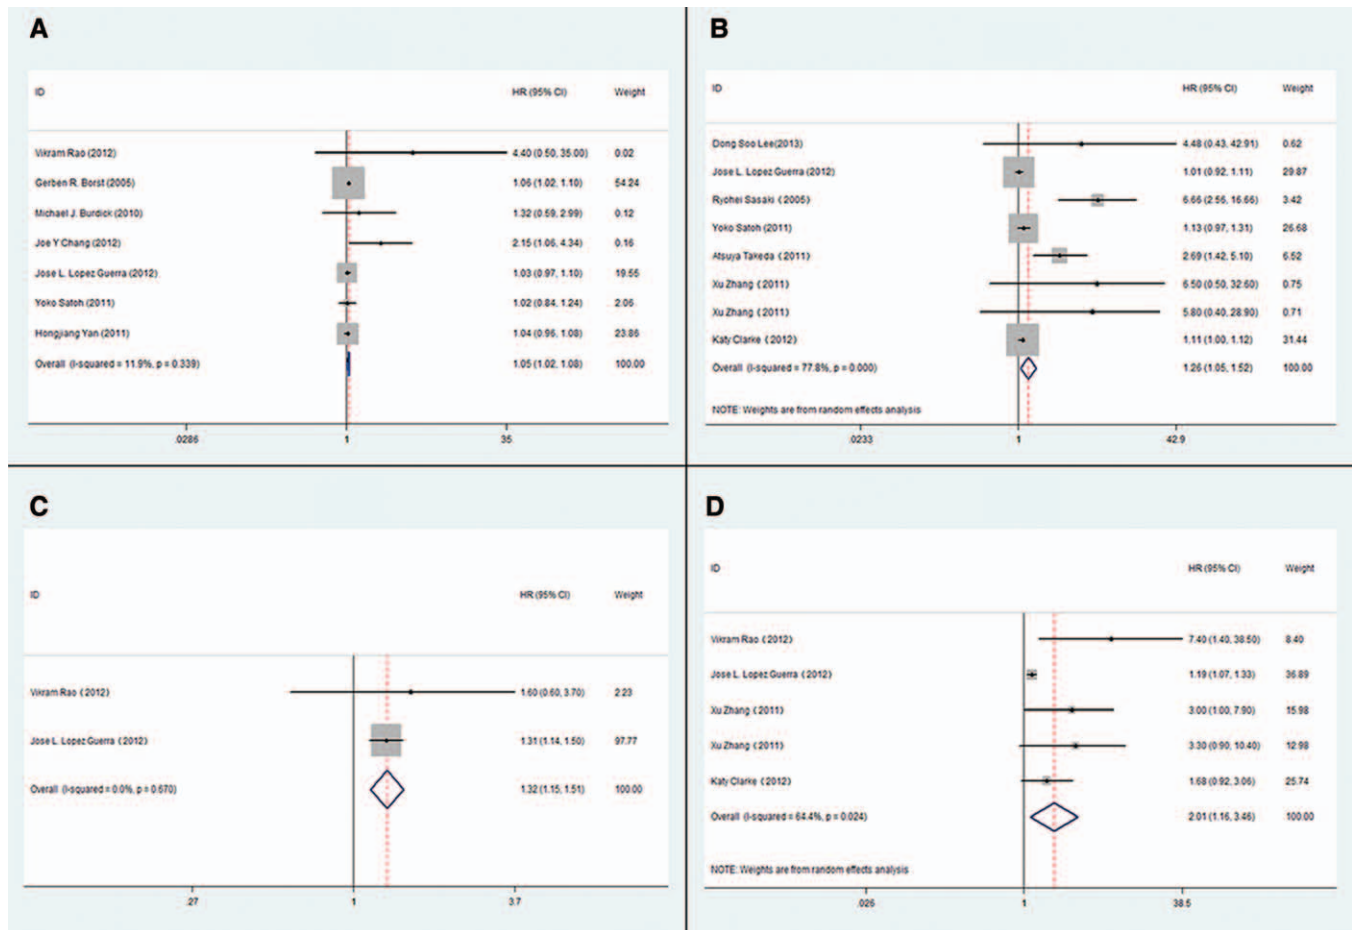 A
ID HR (95% CI) Weight
Vikram Rao (2012) 4.40 (0.50, 35.00) 0.02
Gerben R. Borst (2005) 1.06 (1.02, 1.10) 54.24
Michael J. Burdick (2010) 1.32 (0.59, 2.99) 0.12
Joe Y Chang (2012) 2.15 (1.06, 4.34) 0.16
Jose L. Lopez Guerra (2012) 1.03 (0.97, 1.10) 19.55
Yoko Satoh (2011) 1.02 (0.84, 1.24) 2.06
Hongjiang Yan (2011) 1.04 (0.96, 1.08) 23.86
Overall (I-squared = 11.9%, p = 0.339) 1.05 (1.02, 1.08) 100.00
.0286 1 35
B
ID HR (95% CI) Weight
Dong Soo Lee(2013) 4.48 (0.43, 42.91) 0.62
Jose L. Lopez Guerra (2012) 1.01 (0.92, 1.11) 29.87
Ryohei Sasaki (2005) 6.66 (2.56, 16.66) 3.42
Yoko Satoh (2011) 1.13 (0.97, 1.31) 26.68
Atsuya Takeda (2011) 2.69 (1.42, 5.10) 6.52
Xu Zhang (2011) 6.50 (0.50, 32.60) 0.75
Xu Zhang (2011) 5.80 (0.40, 28.90) 0.71
Katy Clarke (2012) 1.11 (1.00, 1.12) 31.44
Overall (I-squared = 77.8%, p = 0.000) 1.26 (1.05, 1.52) 100.00
NOTE: Weights are from random effects analysis
.0233 1 42.9
C
ID HR (95% CI) Weight
Vikram Rao (2012) 1.60 (0.60, 3.70) 2.23
Jose L. Lopez Guerra (2012) 1.31 (1.14, 1.50) 97.77
Overall (I-squared = 0.0%, p = 0.670) 1.32 (1.15, 1.51) 100.00
.27 1 3.7
D
ID HR (95% CI) Weight
Vikram Rao (2012) 7.40 (1.40, 38.50) 8.40
Jose L. Lopez Guerra (2012) 1.19 (1.07, 1.33) 36.89
Xu Zhang (2011) 3.00 (1.00, 7.90) 15.98
Xu Zhang (2011) 3.30 (0.90, 10.40) 12.98
Katy Clarke (2012) 1.68 (0.92, 3.06) 25.74
Overall (I-squared = 64.4%, p = 0.024) 2.01 (1.16, 3.46) 100.00
NOTE: Weights are from random effects analysis
.026 1 38.5